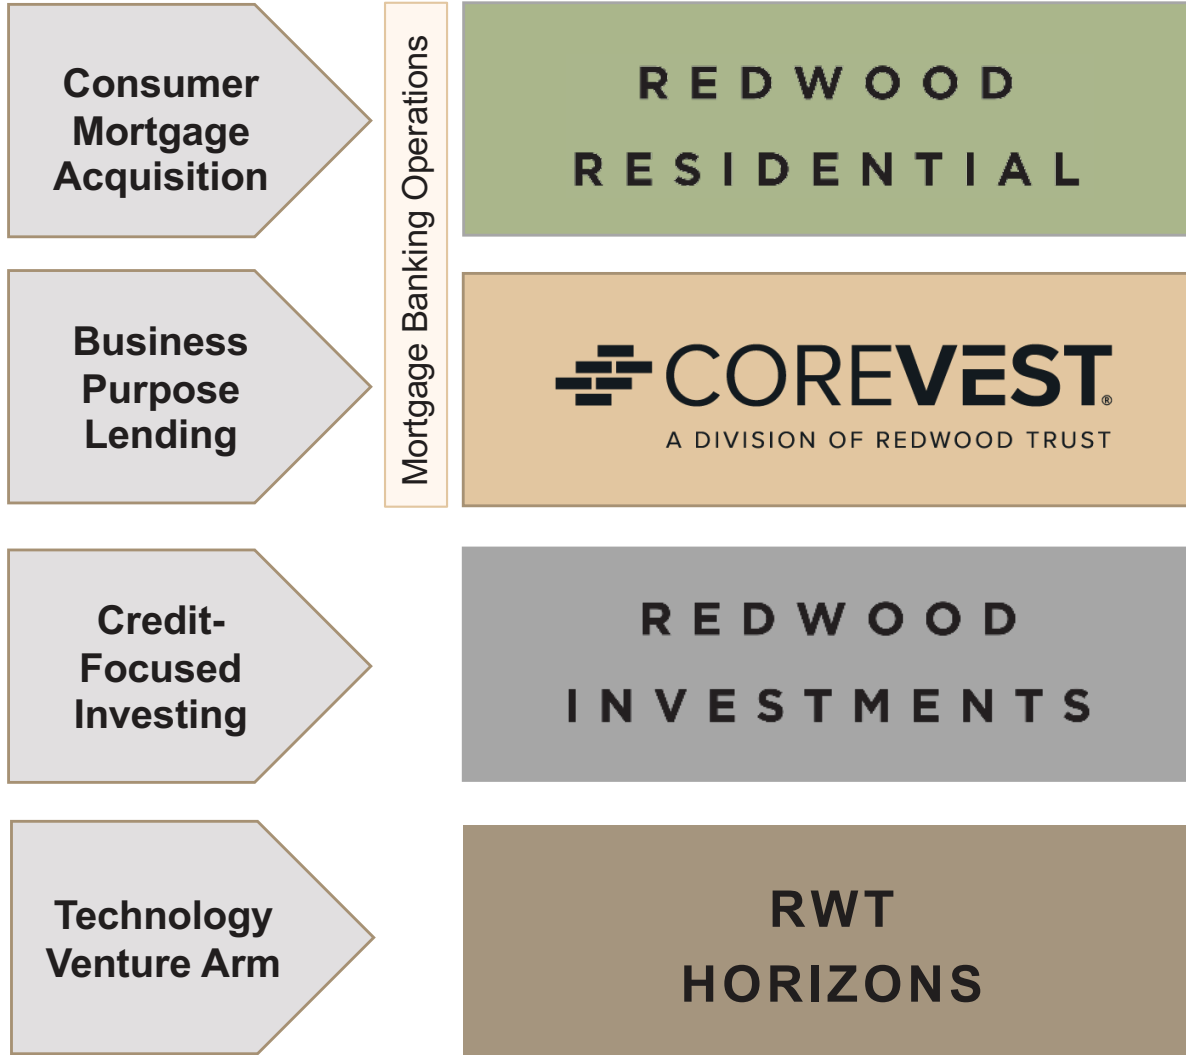 Consumer
Mortgage
Acquisition
Mortgage Banking Operations
REDWOOD
RESIDENTIAL
Business
Purpose
Lending
COREVEST®
A DIVISION OF REDWOOD TRUST
Credit-
Focused
Investing
REDWOOD
INVESTMENTS
Technology
Venture Arm
RWT
HORIZONS